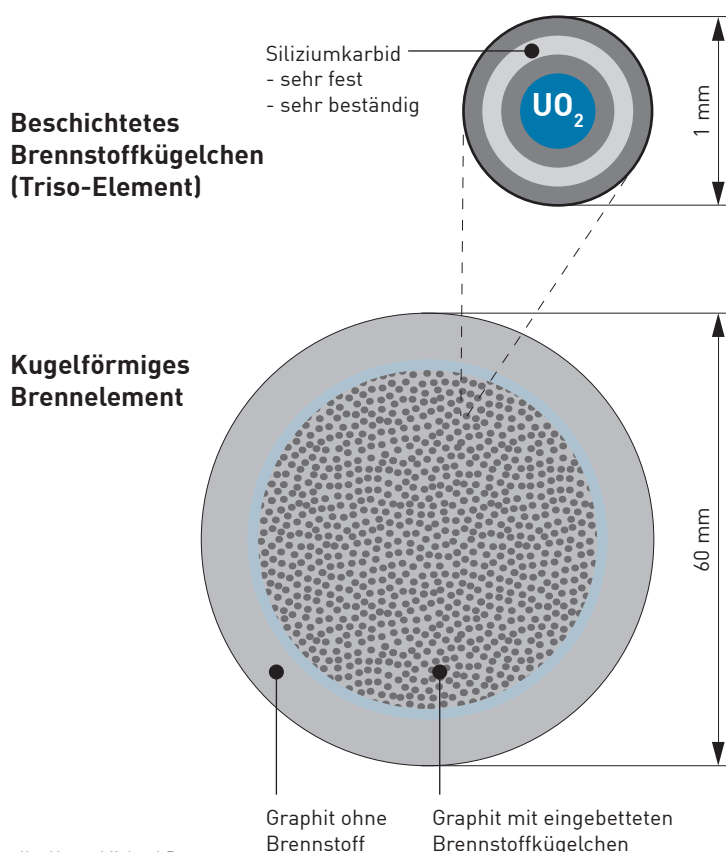 Siliziumkarbid
- sehr fest
- sehr beständig
UO₂
1 mm
Beschichtetes
Brennstoffkügelchen
(Triso-Element)
Kugelförmiges
Brennelement
60 mm
Graphit ohne
Brennstoff
Graphit mit eingebetteten
Brennstoffkügelchen